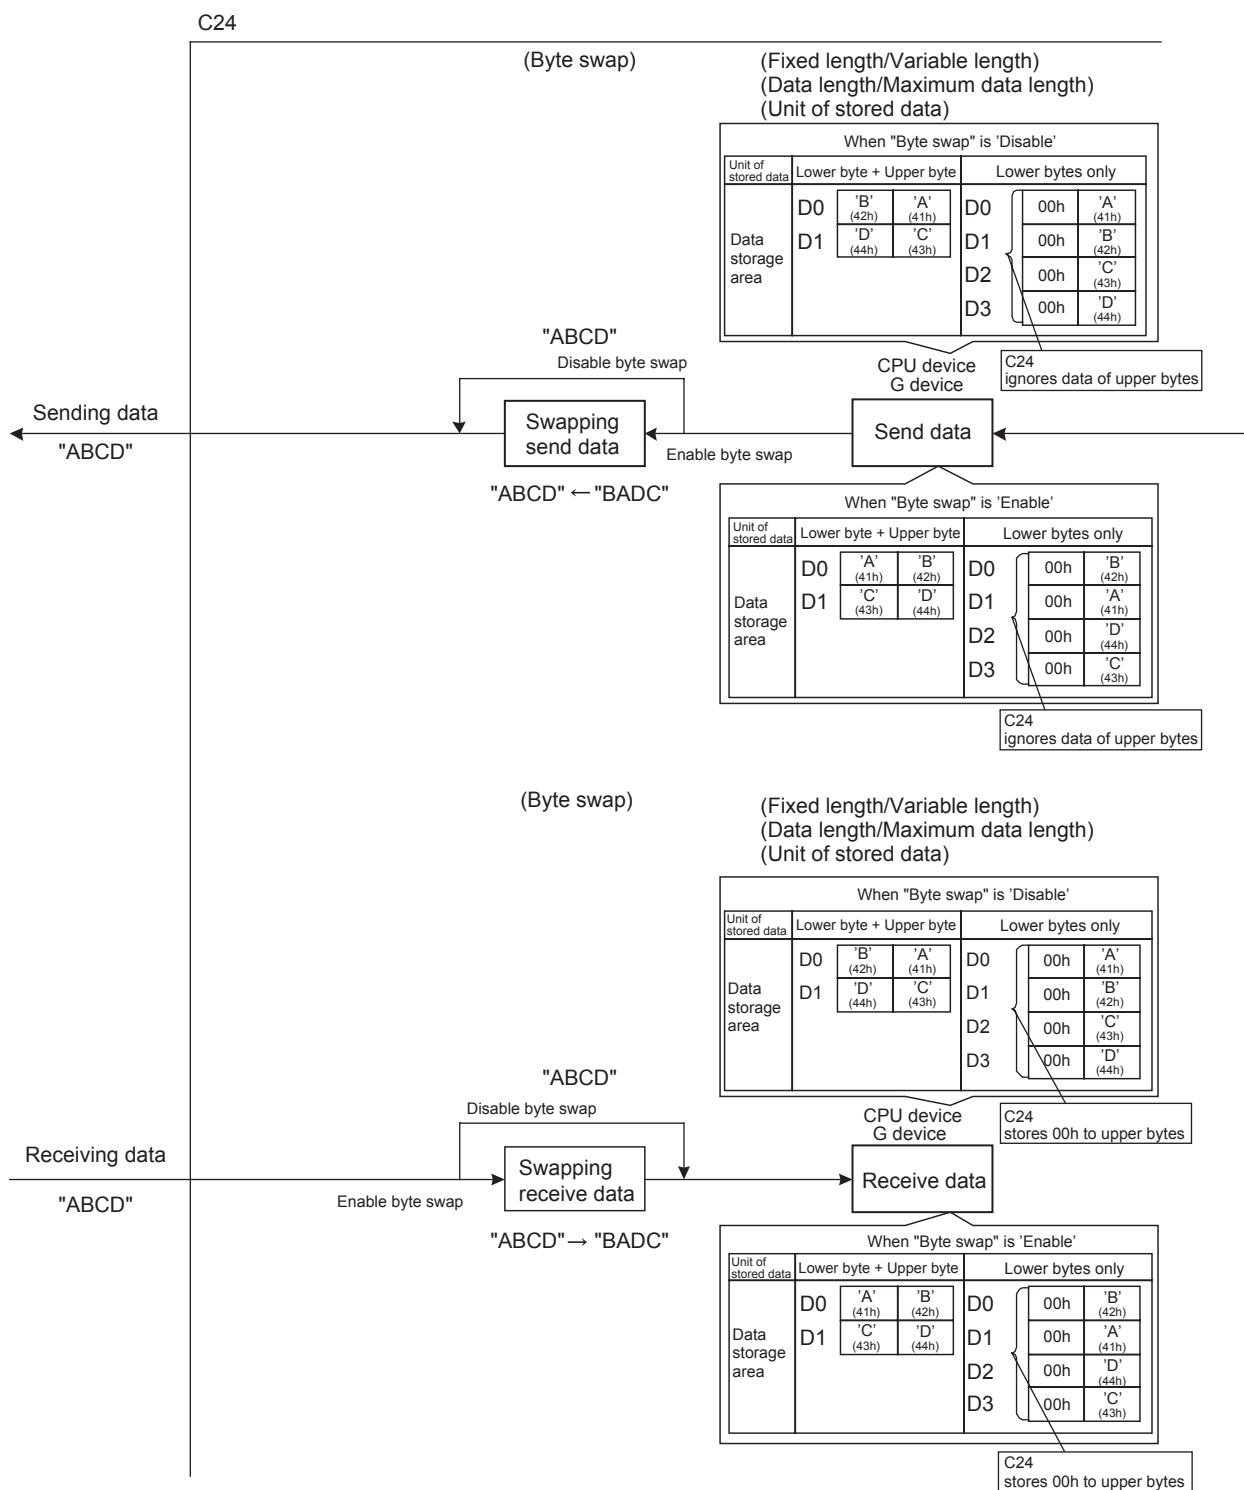 C24
(Byte swap)
(Fixed length/Variable length)
(Data length/Maximum data length)
(Unit of stored data)
When "Byte swap" is 'Disable'
Unit of
stored data
Lower byte + Upper byte
Lower bytes only
Data
storage
area
D0 'B' 'A'
(42h) (41h)
D1 'D' 'C'
(44h) (43h)
D0 00h 'A'
(41h)
D1 00h 'B'
(42h)
D2 00h 'C'
(43h)
D3 00h 'D'
(44h)
C24
ignores data of upper bytes
CPU device
G device
"ABCD"
Disable byte swap
Sending data
"ABCD"
Swapping
send data
Enable byte swap
Send data
"ABCD" ← "BADC"
When "Byte swap" is 'Enable'
Unit of
stored data
Lower byte + Upper byte
Lower bytes only
Data
storage
area
D0 'A' 'B'
(41h) (42h)
D1 'C' 'D'
(43h) (44h)
D0 00h 'B'
(42h)
D1 00h 'A'
(41h)
D2 00h 'D'
(44h)
D3 00h 'C'
(43h)
C24
ignores data of upper bytes
(Byte swap)
(Fixed length/Variable length)
(Data length/Maximum data length)
(Unit of stored data)
When "Byte swap" is 'Disable'
Unit of
stored data
Lower byte + Upper byte
Lower bytes only
Data
storage
area
D0 'B' 'A'
(42h) (41h)
D1 'D' 'C'
(44h) (43h)
D0 00h 'A'
(41h)
D1 00h 'B'
(42h)
D2 00h 'C'
(43h)
D3 00h 'D'
(44h)
C24
stores 00h to upper bytes
CPU device
G device
"ABCD"
Disable byte swap
Receiving data
"ABCD"
Enable byte swap
Swapping
receive data
Receive data
"ABCD" → "BADC"
When "Byte swap" is 'Enable'
Unit of
stored data
Lower byte + Upper byte
Lower bytes only
Data
storage
area
D0 'A' 'B'
(41h) (42h)
D1 'C' 'D'
(43h) (44h)
D0 00h 'B'
(42h)
D1 00h 'A'
(41h)
D2 00h 'D'
(44h)
D3 00h 'C'
(43h)
C24
stores 00h to upper bytes